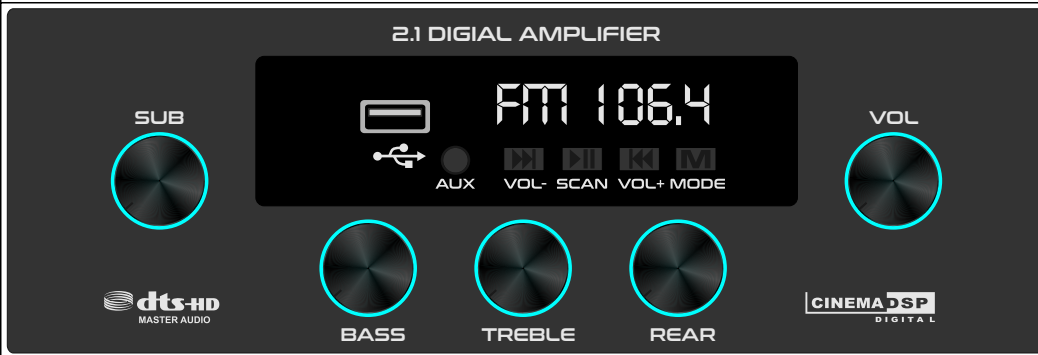 2.1 DIGIAL AMPLIFIER
FM 106.4
SUB
VOL
AUX
VOL- SCAN VOL+ MODE
M
BASS
TREBLE
REAR
dts-HD
MASTER AUDIO
CINEMA DSP
DIGITAL